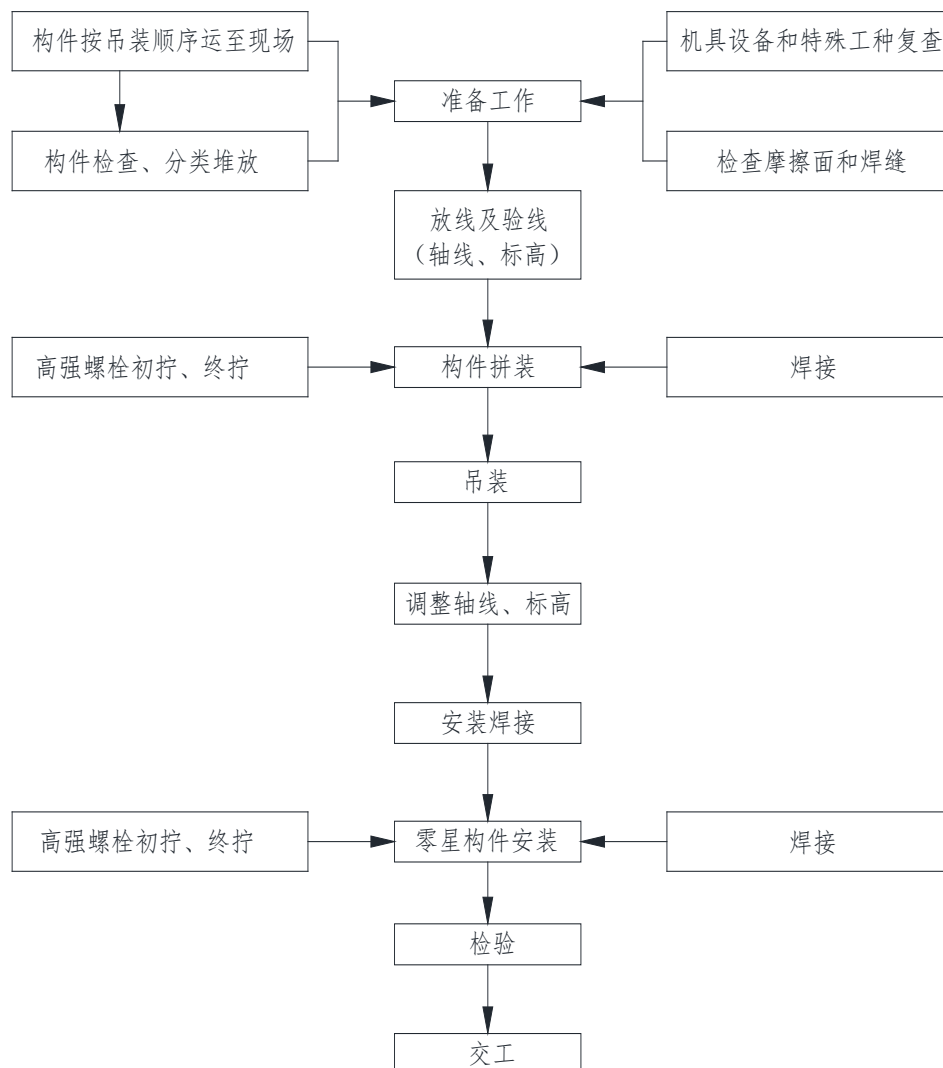 构件按吊装顺序运至现场
机具设备和特殊工种复查
准备工作
构件检查、分类堆放
检查摩擦面和焊缝
放线及验线
（轴线、标高）
高强螺栓初拧、终拧
构件拼装
焊接
吊装
调整轴线、标高
安装焊接
高强螺栓初拧、终拧
零星构件安装
焊接
检验
交工